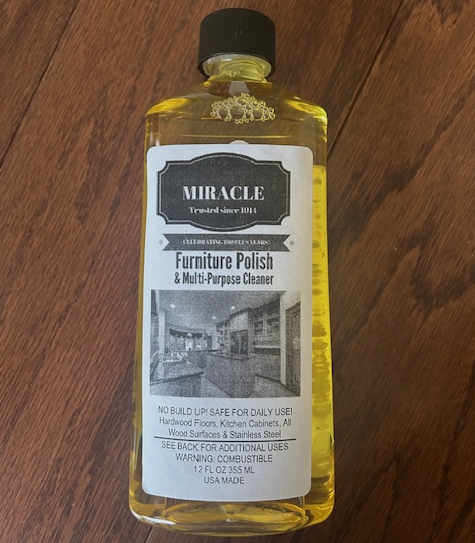 MIRACLE
Trusted since 1914
CELEBRATING 100 PLUS YEARS!
Furniture Polish
& Multi-Purpose Cleaner
NO BUILD UP! SAFE FOR DAILY USE!
Hardwood Floors, Kitchen Cabinets, All
Wood Surfaces & Stainless Steel
SEE BACK FOR ADDITIONAL USES
WARNING: COMBUSTIBLE
12 FL OZ 355 ML
USA MADE